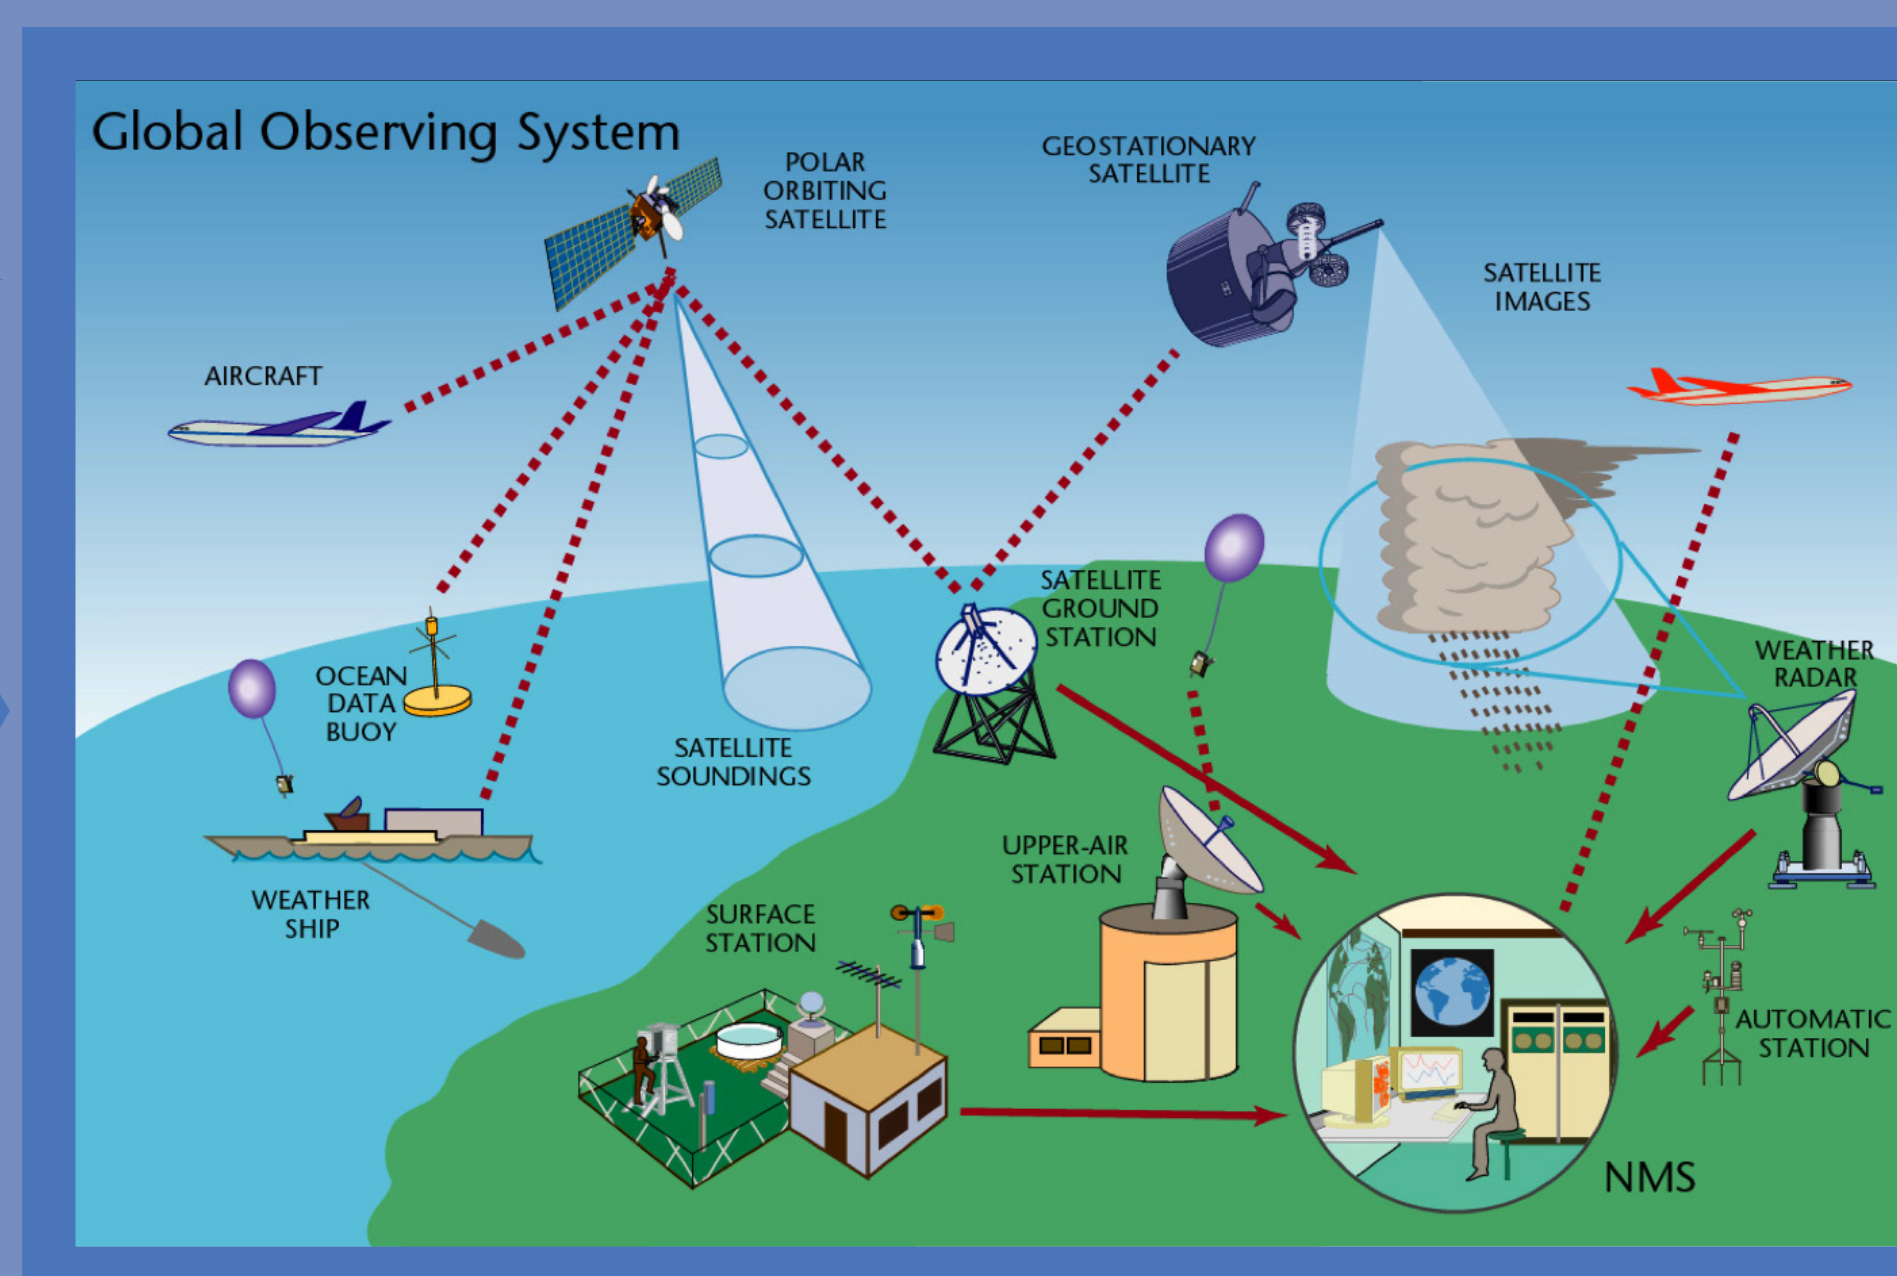 Global Observing System
POLAR
ORBITING
SATELLITE
GEOSTATIONARY
SATELLITE
SATELLITE
IMAGES
AIRCRAFT
SATELLITE
GROUND
STATION
OCEAN
DATA
BUOY
WEATHER
RADAR
SATELLITE
SOUNDINGS
UPPER-AIR
STATION
WEATHER
SHIP
SURFACE
STATION
AUTOMATIC
STATION
NMS